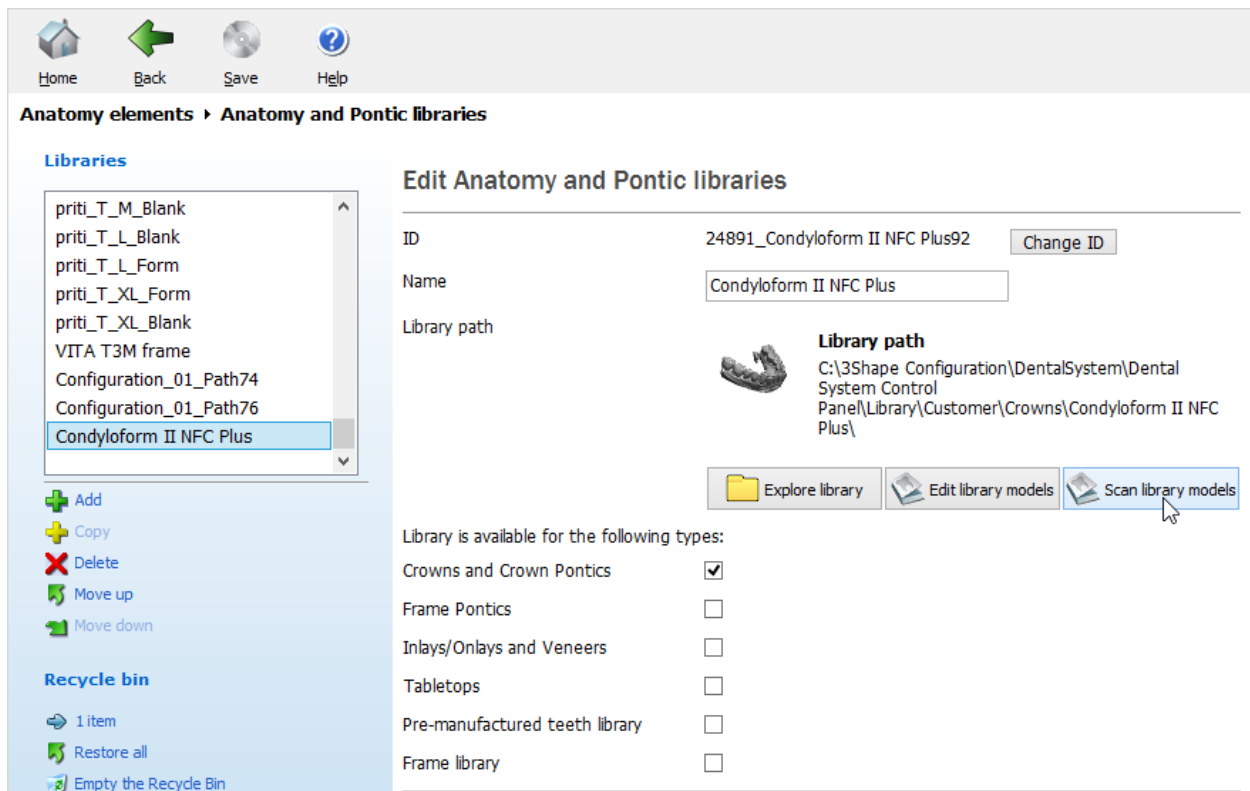 Home Back Save Help
Anatomy elements ▸ Anatomy and Pontic libraries
Libraries
priti_T_M_Blank
priti_T_L_Blank
priti_T_L_Form
priti_T_XL_Form
priti_T_XL_Blank
VITA T3M frame
Configuration_01_Path74
Configuration_01_Path76
Condyloform II NFC Plus
Add
Copy
Delete
Move up
Move down
Recycle bin
1 item
Restore all
Empty the Recycle Bin
Edit Anatomy and Pontic libraries
ID 24891_Condyloform II NFC Plus92 Change ID
Name Condyloform II NFC Plus
Library path Library path
C:\3Shape Configuration\DentalSystem\Dental
System Control
Panel\Library\Customer\Crowns\Condyloform II NFC
Plus\
Explore library Edit library models Scan library models
Library is available for the following types:
Crowns and Crown Pontics
Frame Pontics
Inlays/Onlays and Veneers
Tabletops
Pre-manufactured teeth library
Frame library